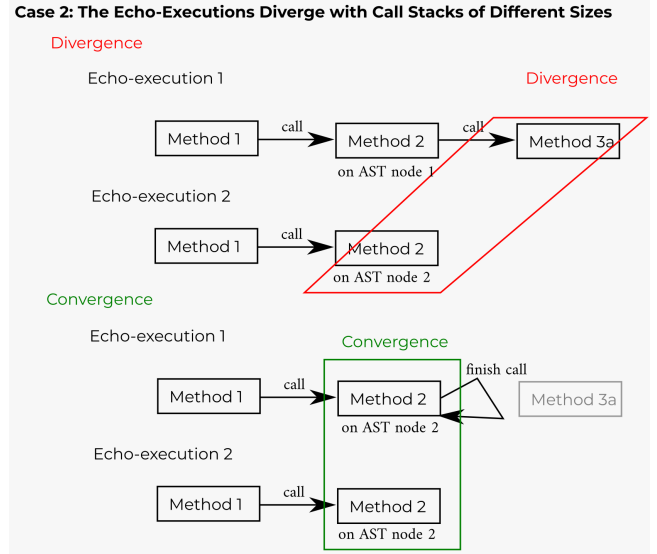 Case 2: The Echo-Executions Diverge with Call Stacks of Different Sizes
Divergence
Echo-execution 1
Divergence
Method 1
call
Method 2
call
Method 3a
on AST node 1
Echo-execution 2
Method 1
call
Method 2
on AST node 2
Convergence
Echo-execution 1
Convergence
Method 1
call
Method 2
finish call
Method 3a
on AST node 2
Echo-execution 2
Method 1
call
Method 2
on AST node 2